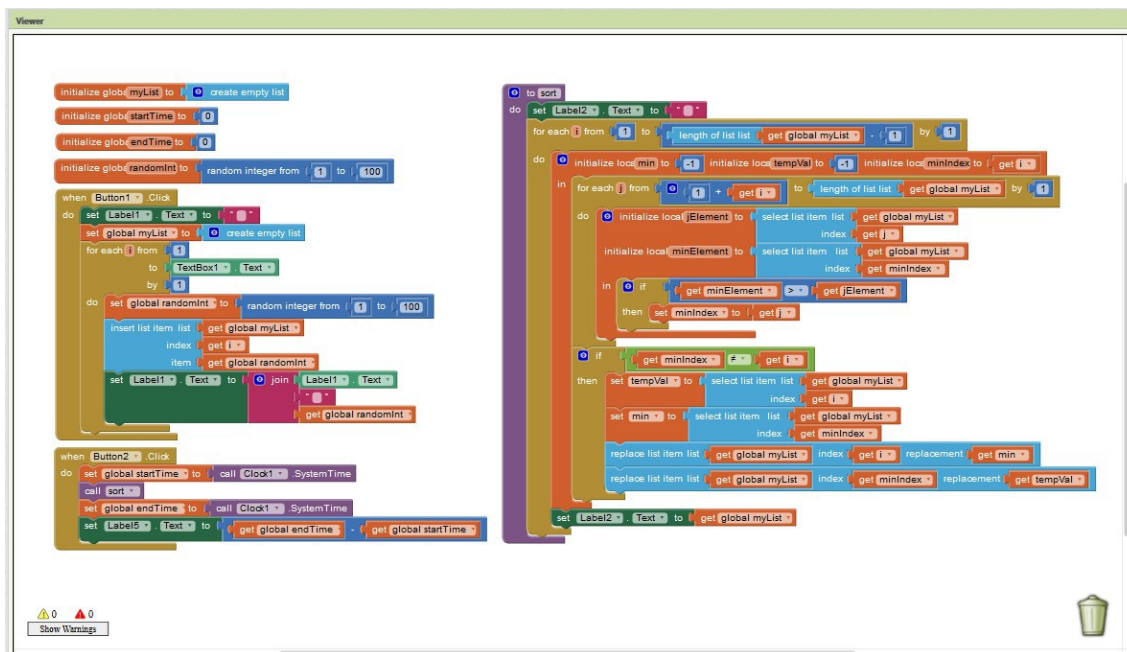 Viewer
initialize global myList to create empty list
initialize global startTime to 0
initialize global endTime to 0
initialize global randomInt to random integer from 1 to 100
when Button1 .Click
do set Label1 . Text to " "
set global myList to create empty list
for each i from 1
to TextBox1 . Text
by 1
do set global randomInt to random integer from 1 to 100
insert list item list get global myList
index get i
item get global randomInt
set Label1 . Text to join Label1 . Text
" "
get global randomInt
when Button2 .Click
do set global startTime to call Clock1 .SystemTime
call sort
set global endTime to call Clock1 .SystemTime
set Label5 . Text to get global endTime - get global startTime
to sort
do set Label2 . Text to " "
for each i from 1 to length of list list get global myList - 1 by 1
do initialize local min to -1 initialize local tempVal to -1 initialize local minIndex to get i
in for each j from 1 + get i to length of list list get global myList by 1
do initialize local jElement to select list item list get global myList
index get j
initialize local minElement to select list item list get global myList
index get minIndex
in if get minElement > get jElement
then set minIndex to get j
if get minIndex ≠ get i
then set tempVal to select list item list get global myList
index get i
set min to select list item list get global myList
index get minIndex
replace list item list get global myList index get i replacement get min
replace list item list get global myList index get minIndex replacement get tempVal
set Label2 . Text to get global myList
0 0
Show Warnings